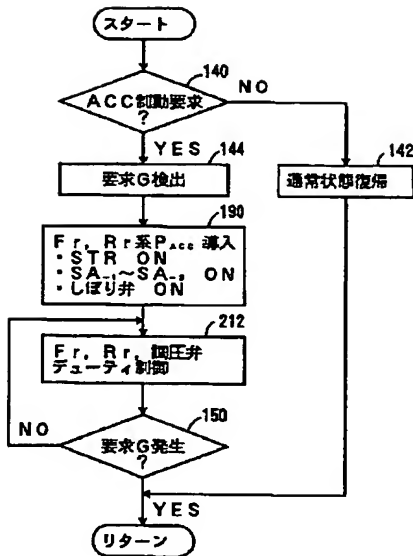 スタート
140
ACC制動要求
?
NO
YES
144
142
要求G検出
通常状態復帰
190
Fr, Rr系PACC導入
・STR ON
・SA-1~SA-3 ON
・しぼり弁 ON
212
Fr, Rr, 調圧弁
デューティ制御
150
NO
要求G発生
?
YES
リターン